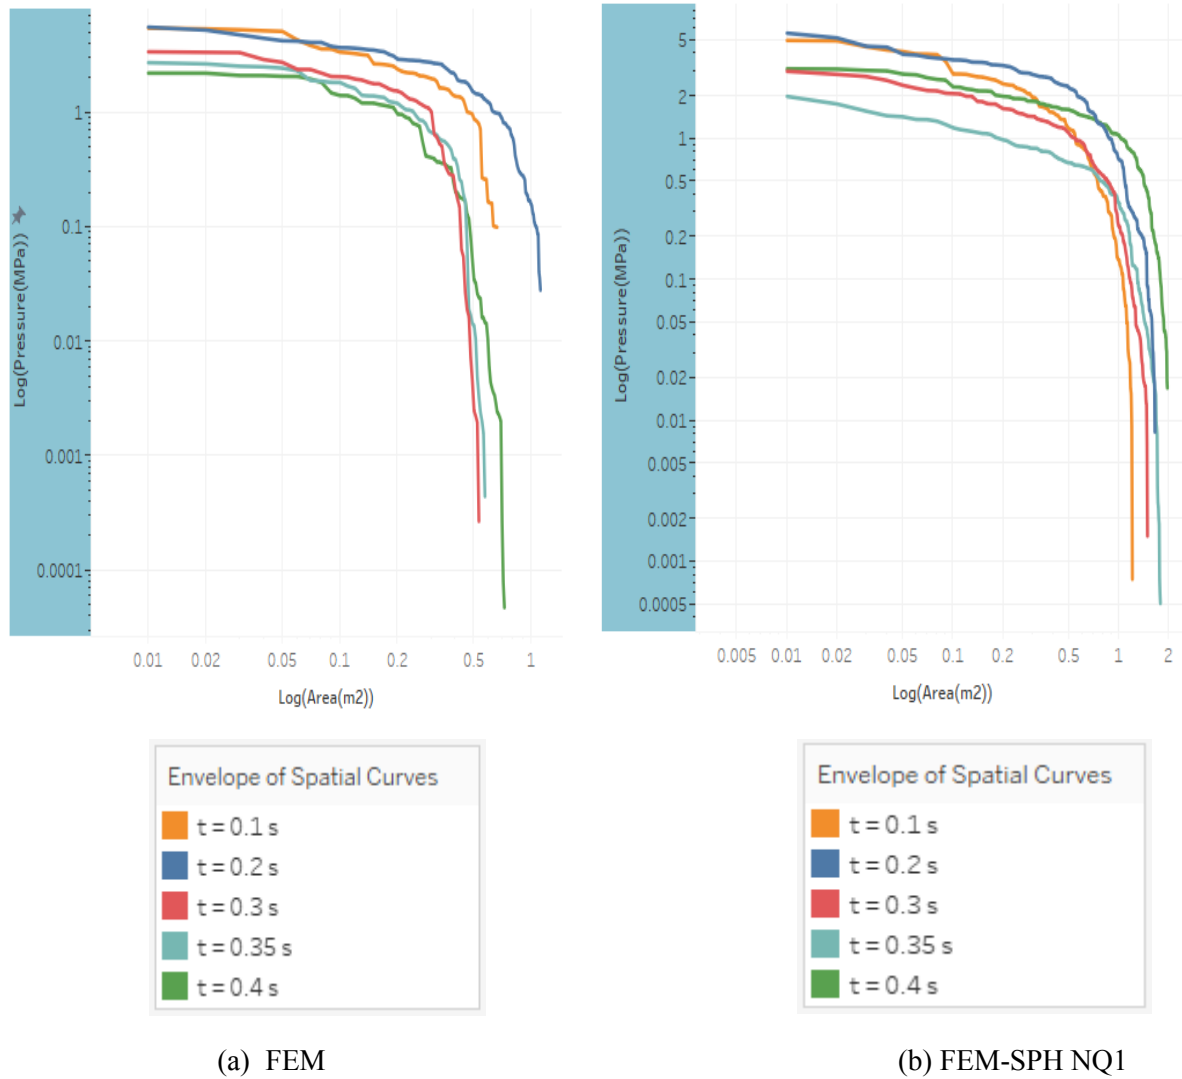 1
0.1
0.01
0.001
0.0001
Log(Pressure(MPa))
0.01 0.02 0.05 0.1 0.2 0.5 1
Log(Area(m2))
Envelope of Spatial Curves
t = 0.1 s
t = 0.2 s
t = 0.3 s
t = 0.35 s
t = 0.4 s
(a) FEM
5
2
1
0.5
0.2
0.1
0.05
0.02
0.01
0.005
0.002
0.001
0.0005
Log(Pressure(MPa))
0.005 0.01 0.02 0.05 0.1 0.2 0.5 1 2
Log(Area(m2))
Envelope of Spatial Curves
t = 0.1 s
t = 0.2 s
t = 0.3 s
t = 0.35 s
t = 0.4 s
(b) FEM-SPH NQ1